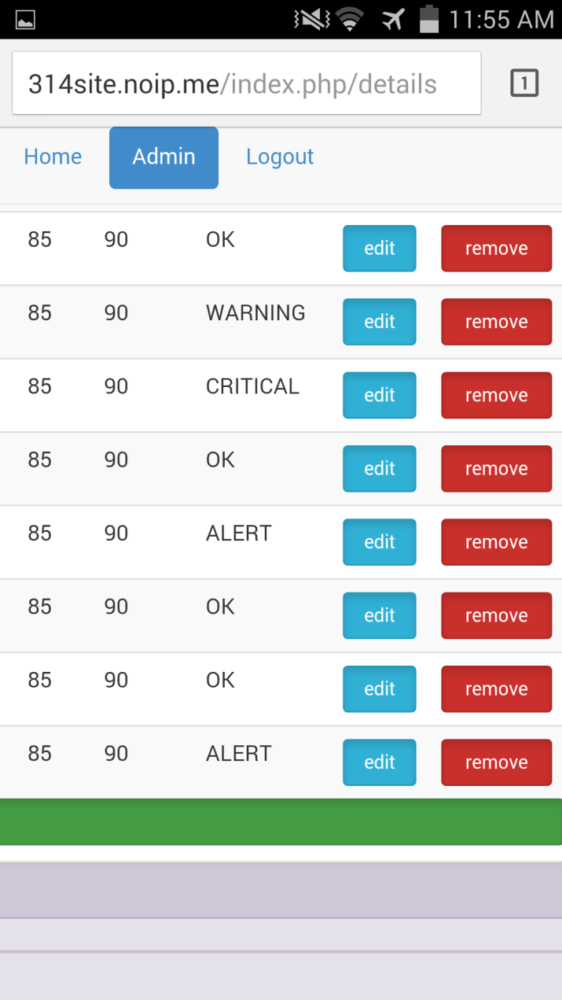 11:55 AM
314site.noip.me/index.php/details 1
Home Admin Logout
85 90 OK edit remove
85 90 WARNING edit remove
85 90 CRITICAL edit remove
85 90 OK edit remove
85 90 ALERT edit remove
85 90 OK edit remove
85 90 OK edit remove
85 90 ALERT edit remove